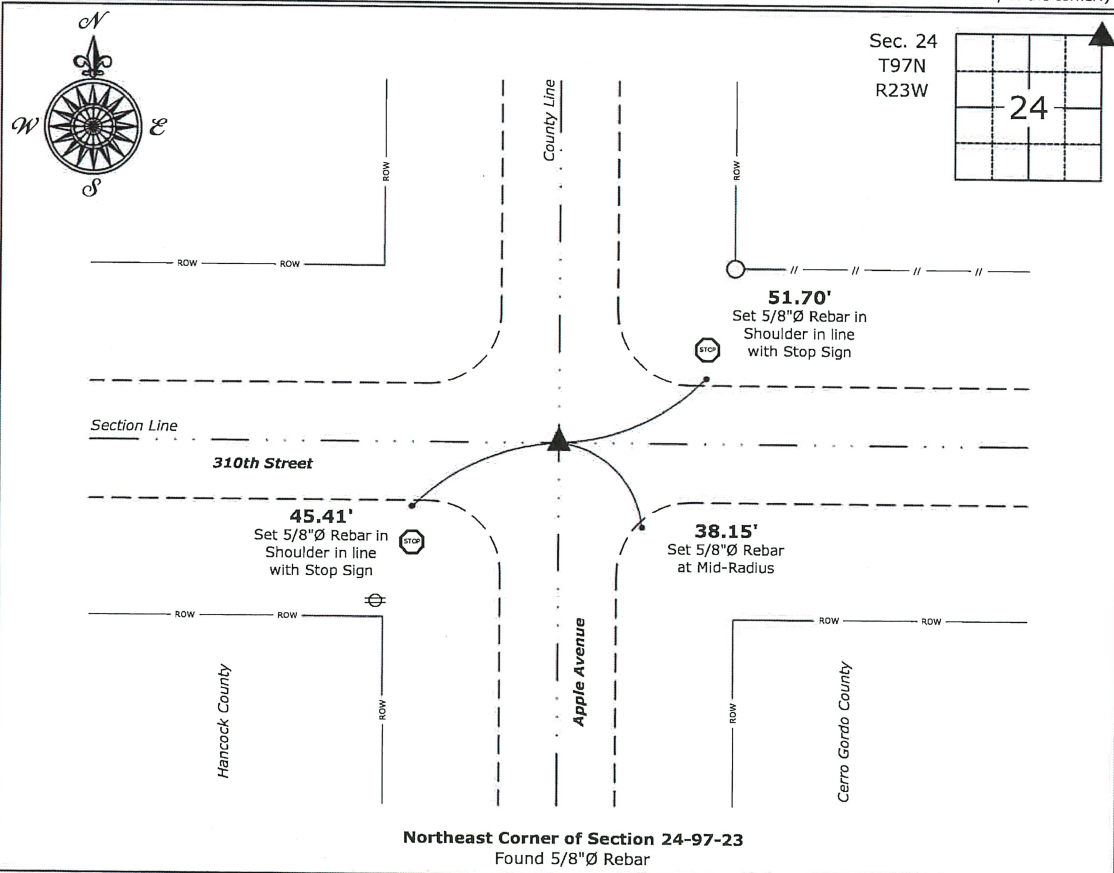 N
W E
S
Sec. 24
T97N
R23W
24
County Line
ROW
ROW
ROW ROW
// // // //
51.70'
Set 5/8"Ø Rebar in
Shoulder in line
with Stop Sign
STOP
Section Line
310th Street
45.41'
Set 5/8"Ø Rebar in
Shoulder in line
with Stop Sign
STOP
38.15'
Set 5/8"Ø Rebar
at Mid-Radius
ROW ROW
ROW ROW
Hancock County
ROW
Apple Avenue
ROW
Cerro Gordo County
Northeast Corner of Section 24-97-23
Found 5/8"Ø Rebar